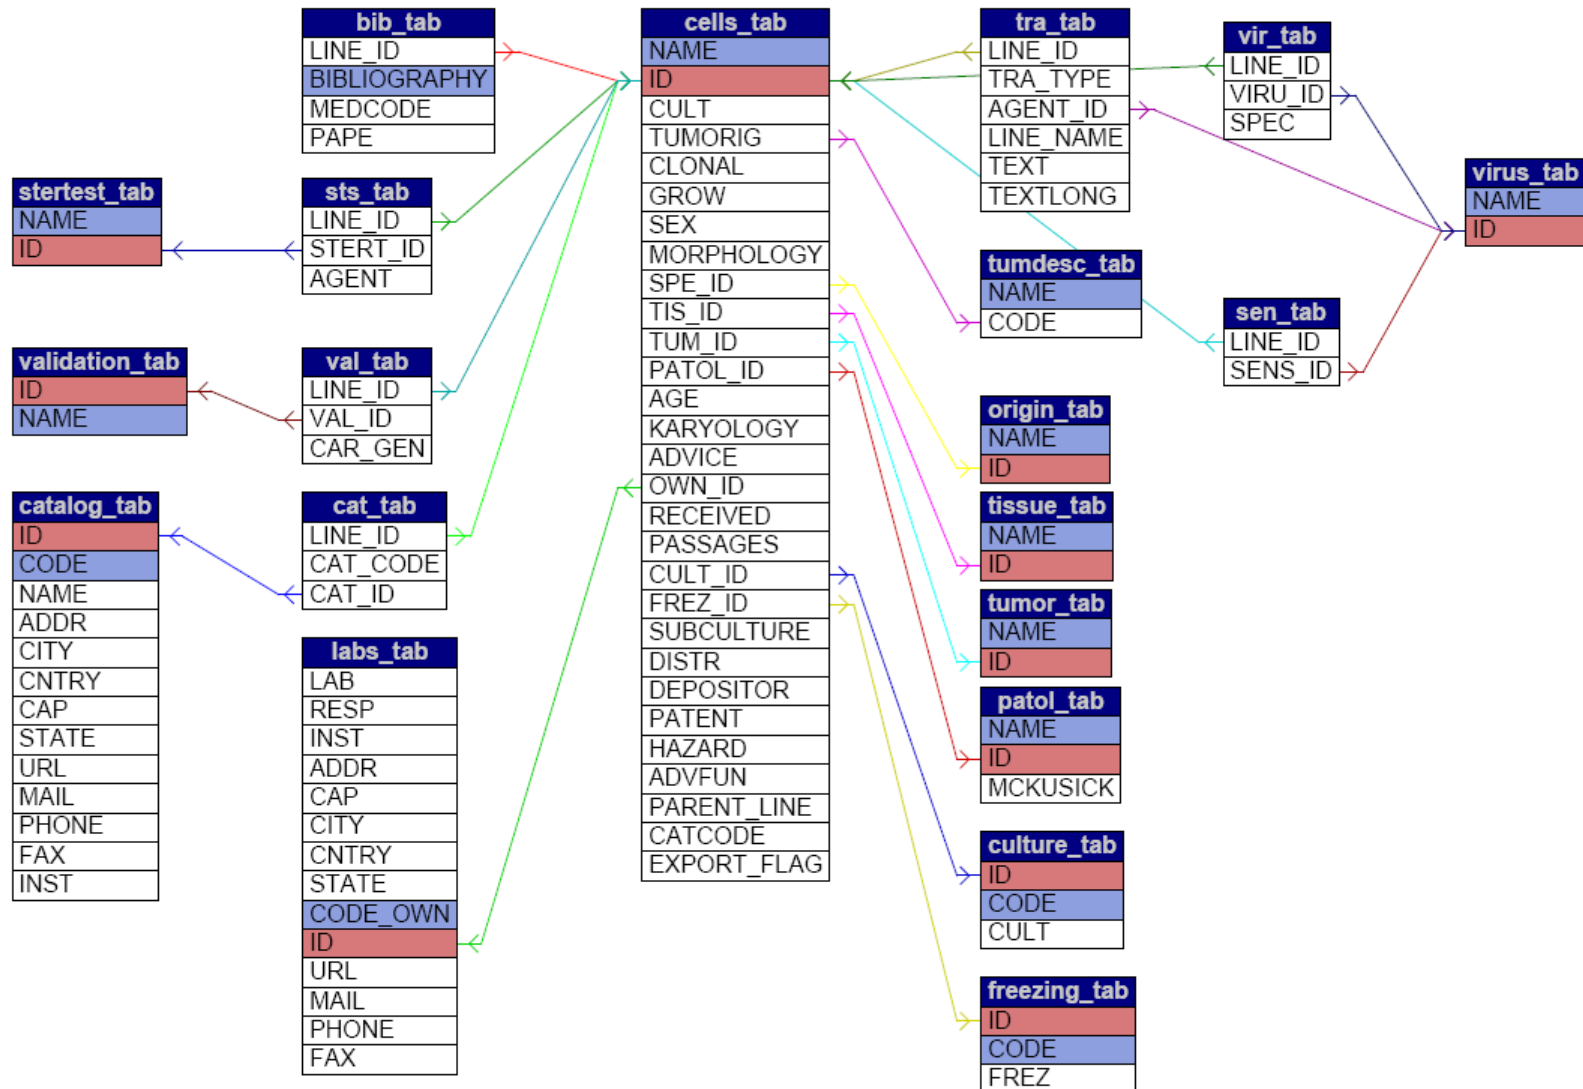 bib_tab
LINE_ID
BIBLIOGRAPHY
MEDCODE
PAPE
stertest_tab
NAME
ID
sts_tab
LINE_ID
STERT_ID
AGENT
validation_tab
ID
NAME
val_tab
LINE_ID
VAL_ID
CAR_GEN
catalog_tab
ID
CODE
NAME
ADDR
CITY
CNTRY
CAP
STATE
URL
MAIL
PHONE
FAX
INST
cat_tab
LINE_ID
CAT_CODE
CAT_ID
labs_tab
LAB
RESP
INST
ADDR
CAP
CITY
CNTRY
STATE
CODE_OWN
ID
URL
MAIL
PHONE
FAX
cells_tab
NAME
ID
CULT
TUMORIG
CLONAL
GROW
SEX
MORPHOLOGY
SPE_ID
TIS_ID
TUM_ID
PATOL_ID
AGE
KARYOLOGY
ADVICE
OWN_ID
RECEIVED
PASSAGES
CULT_ID
FREZ_ID
SUBCULTURE
DISTR
DEPOSITOR
PATENT
HAZARD
ADVFUN
PARENT_LINE
CATCODE
EXPORT_FLAG
tra_tab
LINE_ID
TRA_TYPE
AGENT_ID
LINE_NAME
TEXT
TEXTLONG
vir_tab
LINE_ID
VIRU_ID
SPEC
virus_tab
NAME
ID
tumdesc_tab
NAME
CODE
sen_tab
LINE_ID
SENS_ID
origin_tab
NAME
ID
tissue_tab
NAME
ID
tumor_tab
NAME
ID
patol_tab
NAME
ID
MCKUSICK
culture_tab
ID
CODE
CULT
freezing_tab
ID
CODE
FREZ